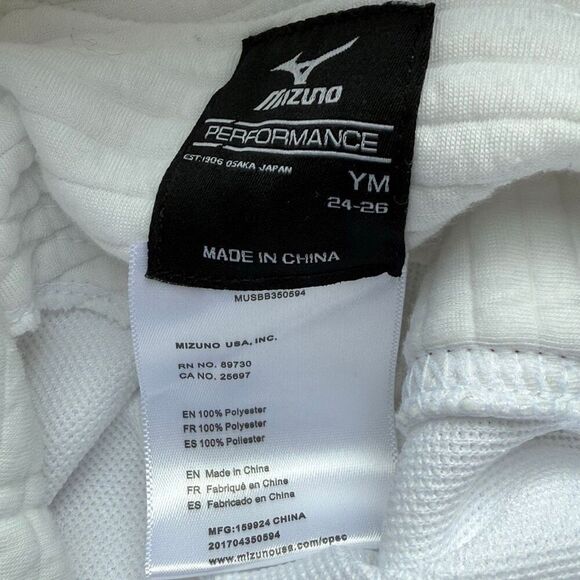 MIZUNO
PERFORMANCE
EST. 1906 OSAKA JAPAN
YM
24-26
MADE IN CHINA
MUSBB350594
MIZUNO USA, INC.
RN NO. 89730
CA NO. 25697
EN 100% Polyester
FR 100% Polyester
ES 100% Poliester
EN Made in China
FR Fabriqué en China
ES Fabricado en China
MFG:159924 CHINA
201704350594
www.mizunousa.com/cpsc